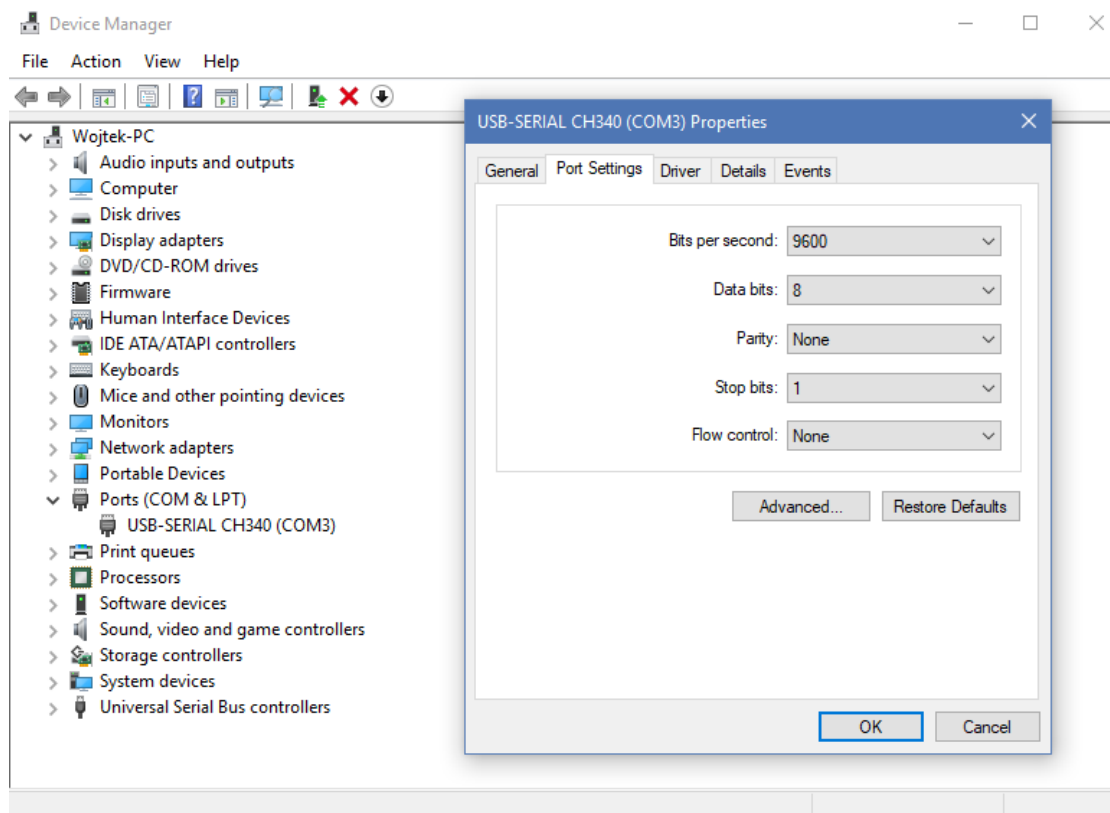 Device Manager
File Action View Help
Wojtek-PC
Audio inputs and outputs
Computer
Disk drives
Display adapters
DVD/CD-ROM drives
Firmware
Human Interface Devices
IDE ATA/ATAPI controllers
Keyboards
Mice and other pointing devices
Monitors
Network adapters
Portable Devices
Ports (COM & LPT)
USB-SERIAL CH340 (COM3)
Print queues
Processors
Software devices
Sound, video and game controllers
Storage controllers
System devices
Universal Serial Bus controllers
USB-SERIAL CH340 (COM3) Properties
General Port Settings Driver Details Events
Bits per second: 9600
Data bits: 8
Parity: None
Stop bits: 1
Flow control: None
Advanced... Restore Defaults
OK Cancel